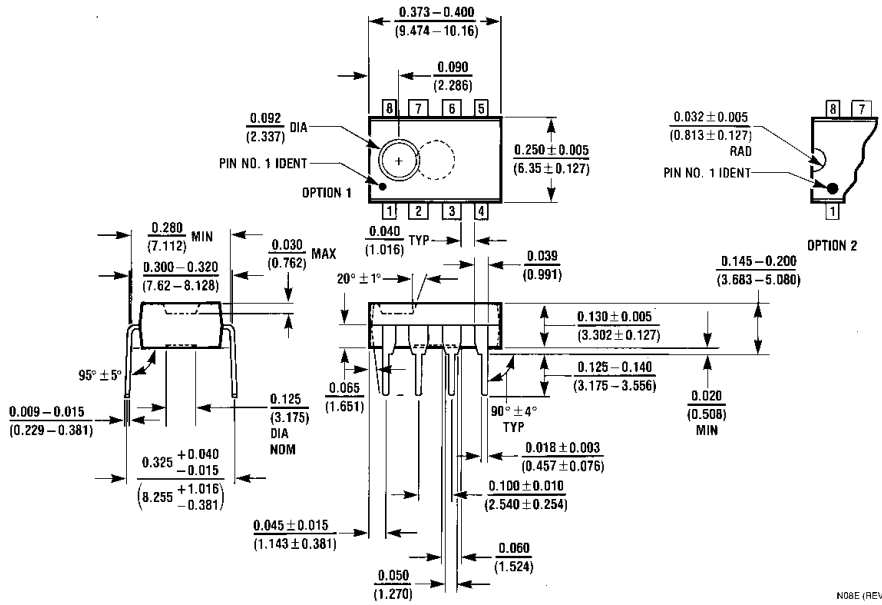 0.373 – 0.400
(9.474 – 10.16)
0.090
(2.286)
8 7 6 5
0.092
(2.337)
DIA
PIN NO. 1 IDENT
OPTION 1
0.250 ± 0.005
(6.35 ± 0.127)
1 2 3 4
0.032 ± 0.005
(0.813 ± 0.127)
RAD
PIN NO. 1 IDENT
8 7
1
OPTION 2
0.280
(7.112)
MIN
0.300 – 0.320
(7.62 – 8.128)
0.030
(0.762)
MAX
0.040
(1.016)
TYP
0.039
(0.991)
20° ± 1°
0.145 – 0.200
(3.683 – 5.080)
0.130 ± 0.005
(3.302 ± 0.127)
0.125 – 0.140
(3.175 – 3.556)
0.020
(0.508)
MIN
95° ± 5°
0.009 – 0.015
(0.229 – 0.381)
0.125
(3.175)
DIA
NOM
0.065
(1.651)
90° ± 4°
TYP
0.325 +0.040
–0.015
(8.255 +1.016
–0.381)
0.018 ± 0.003
(0.457 ± 0.076)
0.100 ± 0.010
(2.540 ± 0.254)
0.045 ± 0.015
(1.143 ± 0.381)
0.060
(1.524)
0.050
(1.270)
N08E (REV